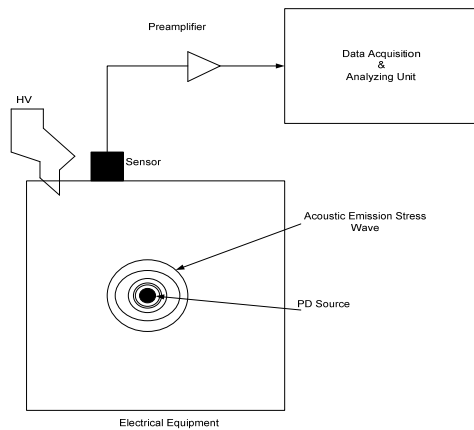 Preamplifier
Data Acquisition
&
Analyzing Unit
HV
Sensor
Acoustic Emission Stress
Wave
PD Source
Electrical Equipment